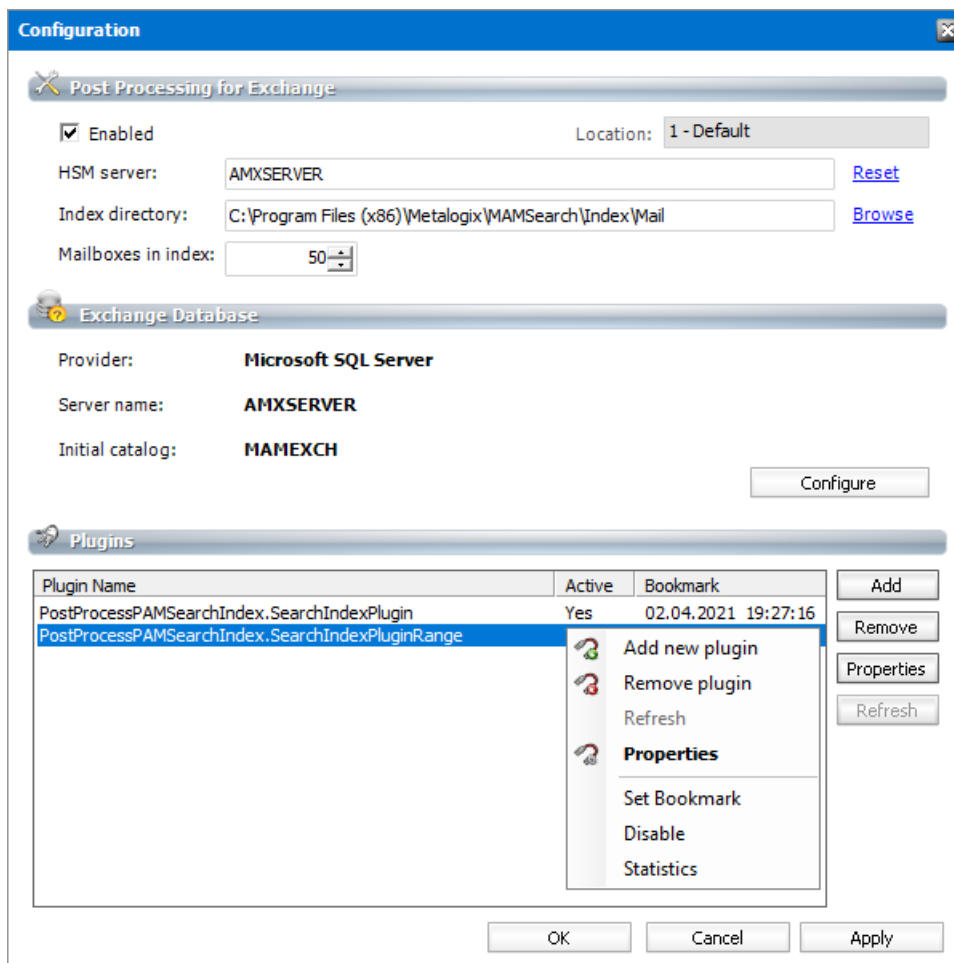 Configuration
Post Processing for Exchange
Enabled
Location: 1 - Default
HSM server: AMXSERVER Reset
Index directory: C:\Program Files (x86)\Metalogix\MAMSearch\Index\Mail Browse
Mailboxes in index: 50
Exchange Database
Provider: Microsoft SQL Server
Server name: AMXSERVER
Initial catalog: MAMEXCH
Configure
Plugins
Plugin Name Active Bookmark
PostProcessPAMSearchIndex.SearchIndexPlugin Yes 02.04.2021 19:27:16
PostProcessPAMSearchIndex.SearchIndexPluginRange
Add new plugin
Remove plugin
Refresh
Properties
Set Bookmark
Disable
Statistics
Add
Remove
Properties
Refresh
OK Cancel Apply